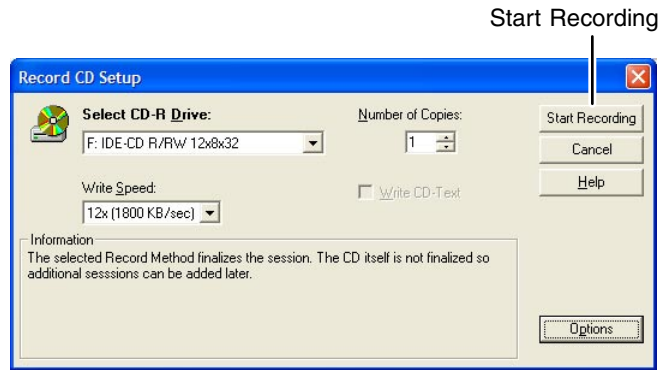 Start Recording
Record CD Setup
Select CD-R Drive:
F: IDE-CD R/RW 12x8x32
Write Speed:
12x (1800 KB/sec)
Number of Copies:
1
Write CD-Text
Start Recording
Cancel
Help
Information
The selected Record Method finalizes the session. The CD itself is not finalized so
additional sesssions can be added later.
Options